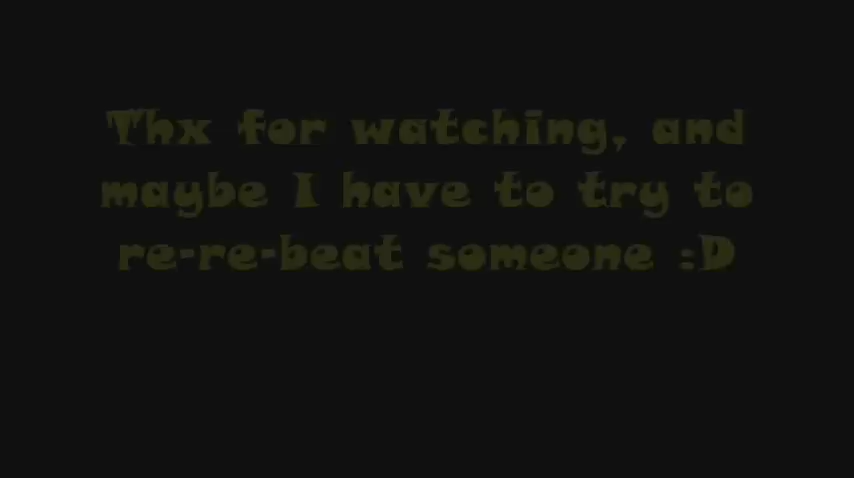 Thx for watching, and
maybe I have to try to
re-re-beat someone :D